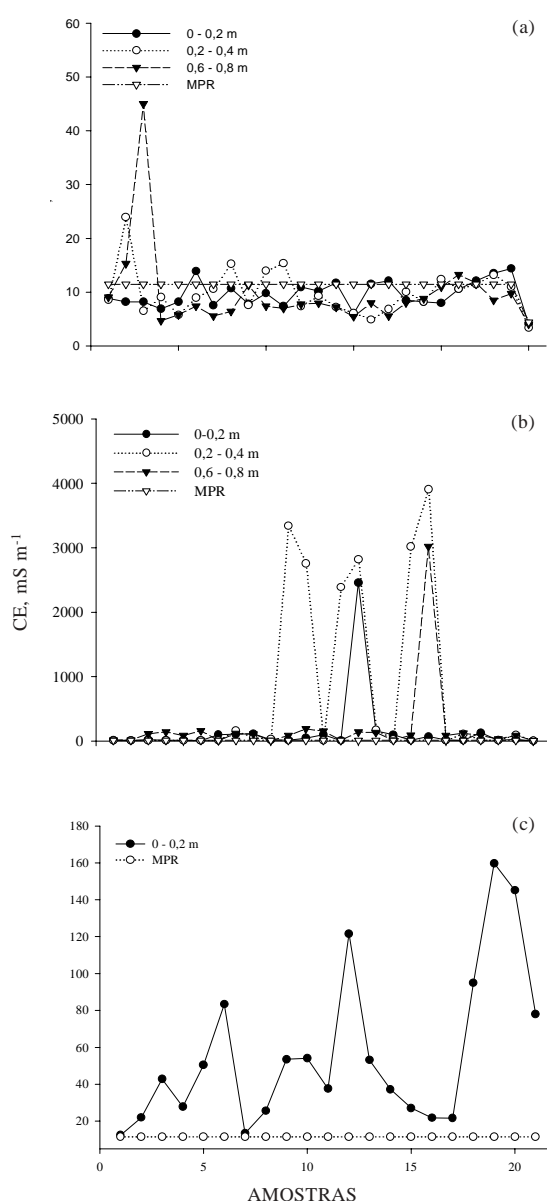 (a)
0 - 0,2 m
0,2 - 0,4 m
0,6 - 0,8 m
MPR
60
50
40
30
20
10
0
(b)
0-0,2 m
0,2 - 0,4 m
0,6 - 0,8 m
MPR
5000
4000
3000
2000
1000
0
CE, mS m-1
(c)
0 - 0,2 m
MPR
180
160
140
120
100
80
60
40
20
0
5
10
15
20
AMOSTRAS